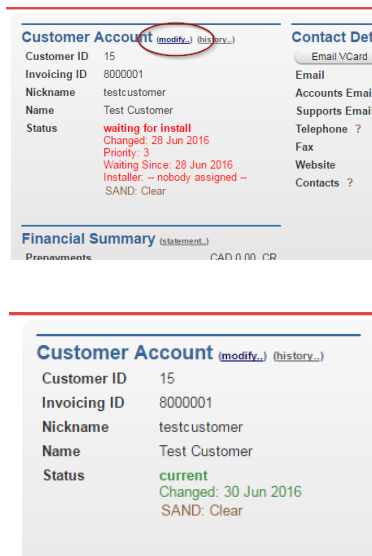 Customer Account (modify..) (history..)
Customer ID 15
Invoicing ID 8000001
Nickname testcustomer
Name Test Customer
Status waiting for install
Changed: 28 Jun 2016
Priority: 3
Waiting Since: 28 Jun 2016
Installer: -- nobody assigned --
SAND: Clear
Financial Summary (statement..)
Prepayments CAD 0.00 CR
Contact Det
Email VCard
Email
Accounts Emai
Supports Emai
Telephone ?
Fax
Website
Contacts ?
Customer Account (modify..) (history..)
Customer ID 15
Invoicing ID 8000001
Nickname testcustomer
Name Test Customer
Status current
Changed: 30 Jun 2016
SAND: Clear